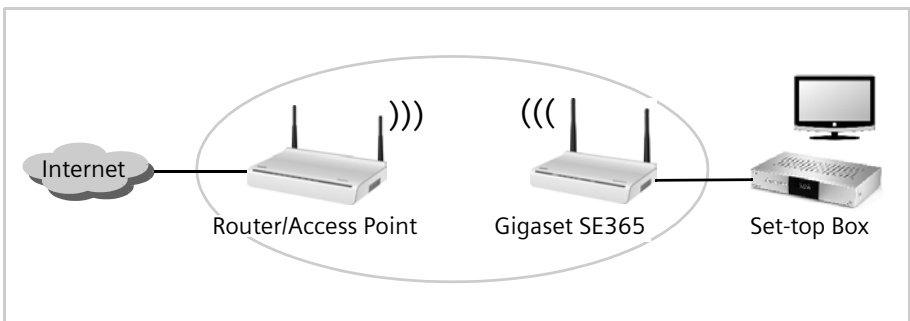 Internet
Router/Access Point
Gigaset SE365
Set-top Box